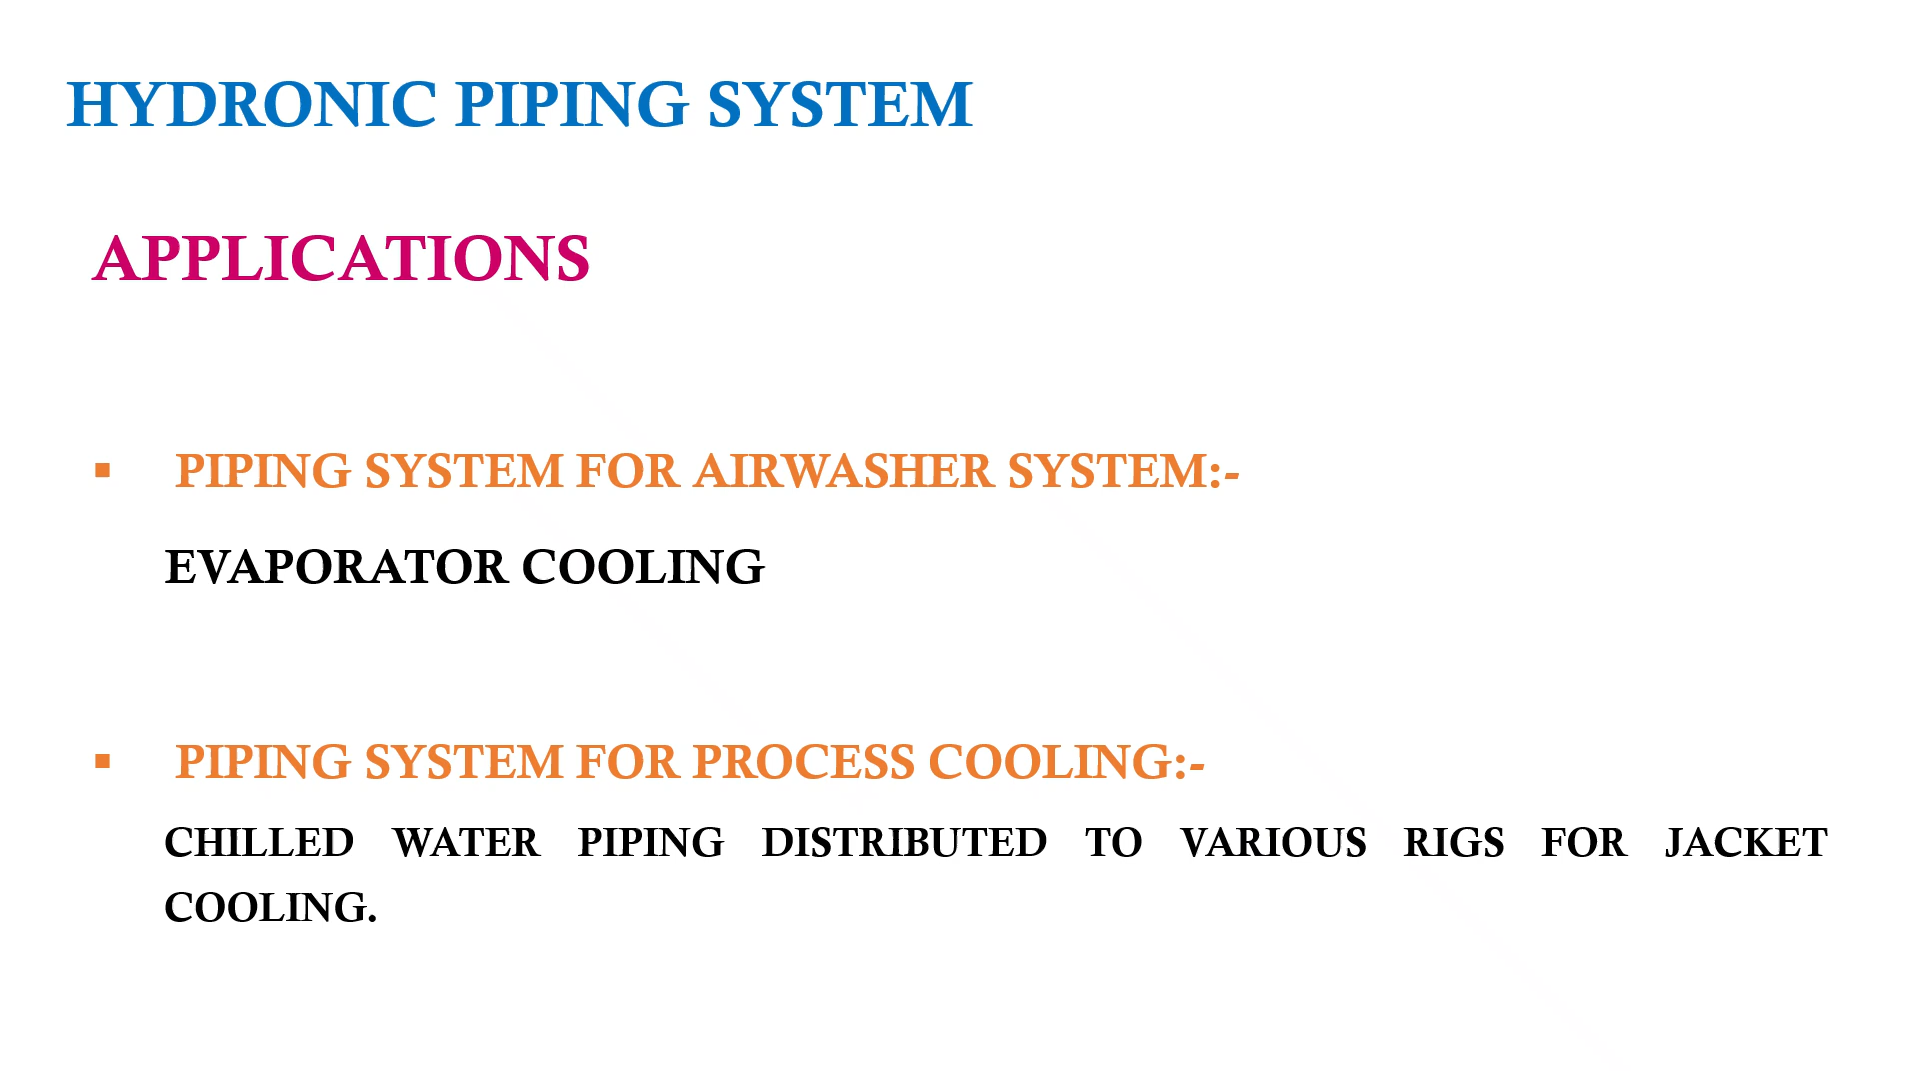 HYDRONIC PIPING SYSTEM
APPLICATIONS
▪ PIPING SYSTEM FOR AIRWASHER SYSTEM:-
EVAPORATOR COOLING
▪ PIPING SYSTEM FOR PROCESS COOLING:-
CHILLED WATER PIPING DISTRIBUTED TO VARIOUS RIGS FOR JACKET
COOLING.